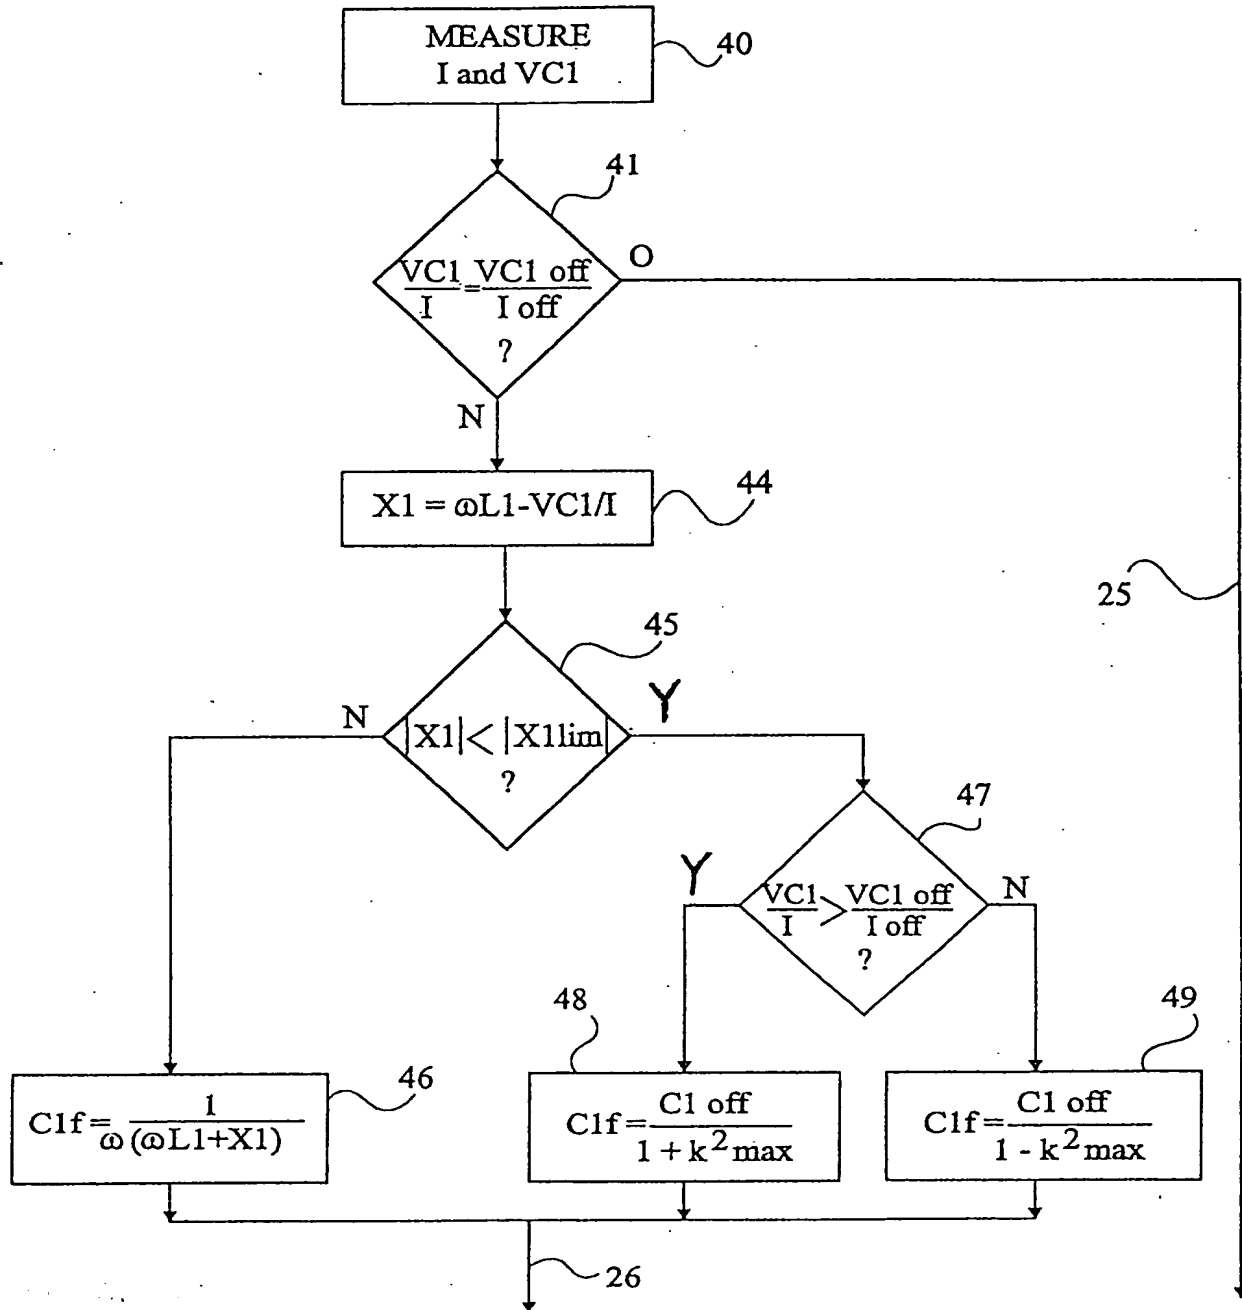 MEASURE
I and VC1
40
41
VC1/I = VC1 off/I off
?
O
N
X1 = ωL1-VC1/I
44
25
45
N
|X1| < |X1lim|
?
Y
47
VC1/I > VC1 off/I off
?
Y
N
48
49
C1f = 1/ω(ωL1+X1)
46
C1f = C1 off/1 + k²max
C1f = C1 off/1 - k²max
26